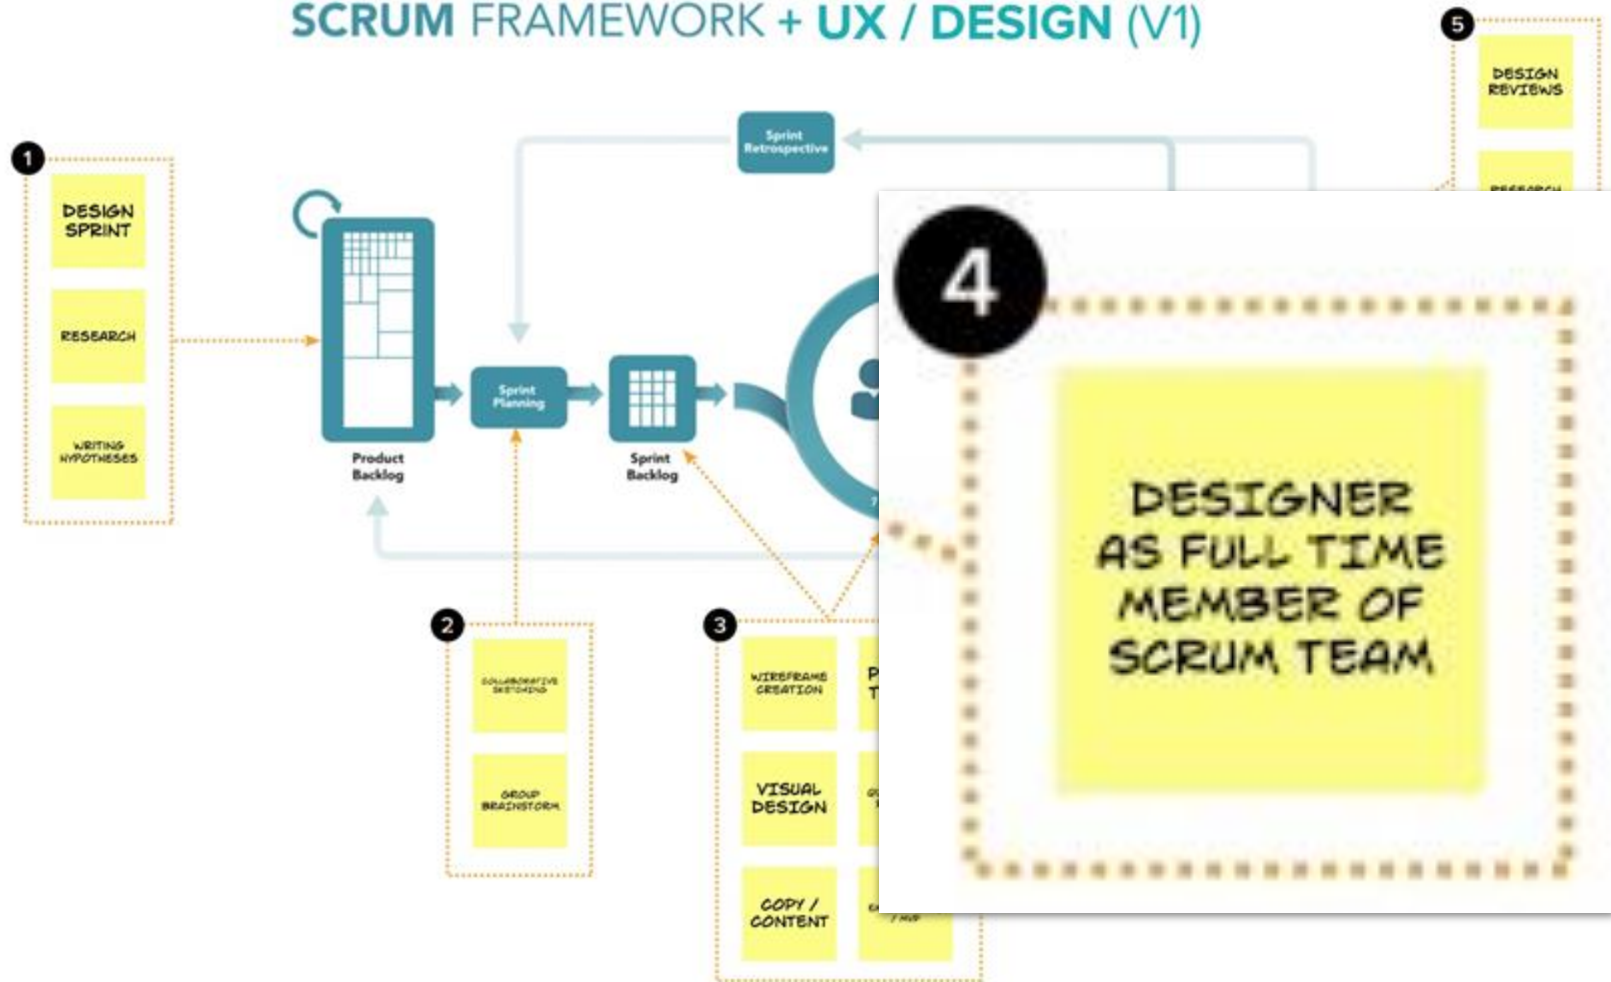 SCRUM FRAMEWORK + UX / DESIGN (V1)
1
DESIGN
SPRINT
RESEARCH
WRITING
HYPOTHESES
Sprint
Retrospective
Product
Backlog
Sprint
Planning
Sprint
Backlog
2
COLLABORATIVE
SKETCHING
GROUP
BRAINSTORM
3
WIREFRAME
CREATION
VISUAL
DESIGN
COPY /
CONTENT
/ MVP
4
DESIGNER
AS FULL TIME
MEMBER OF
SCRUM TEAM
5
DESIGN
REVIEWS
RESEARCH